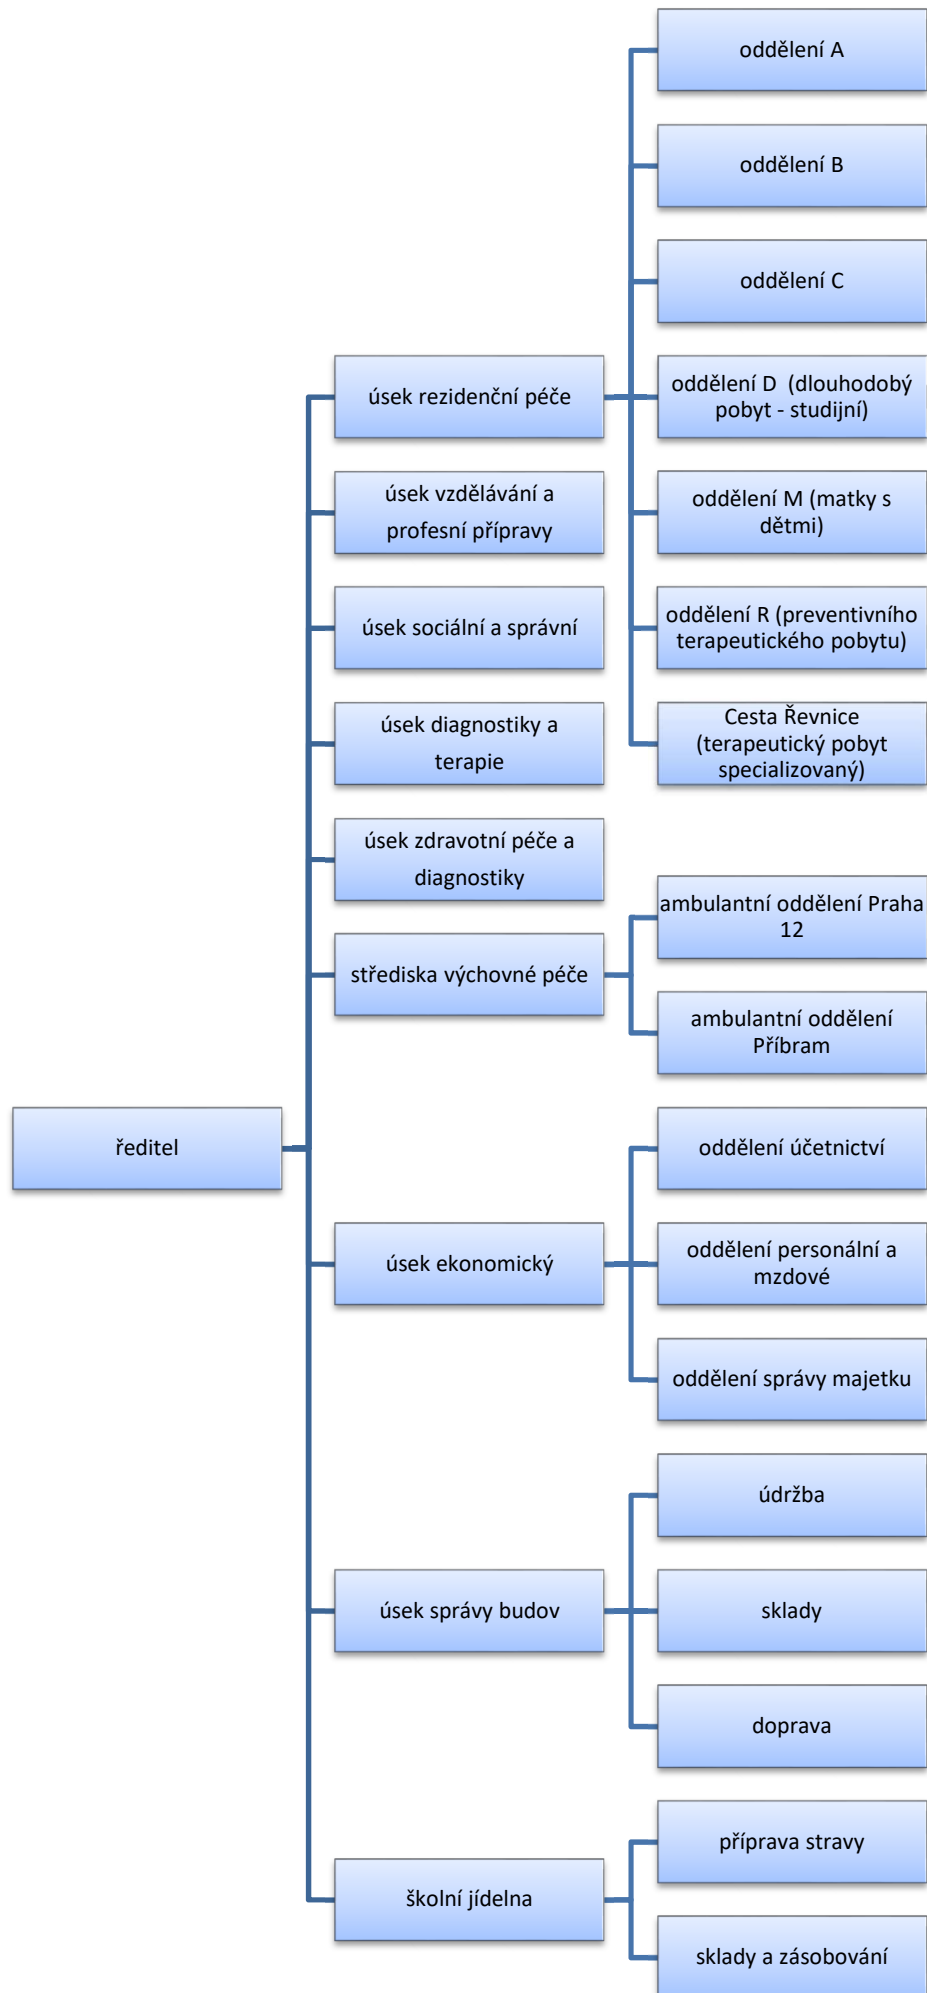 ředitel
úsek rezidenční péče
oddělení A
oddělení B
oddělení C
oddělení D  (dlouhodobý
pobyt - studijní)
oddělení M (matky s
dětmi)
oddělení R (preventivního
terapeutického pobytu)
Cesta Řevnice
(terapeutický pobyt
specializovaný)
úsek vzdělávání a
profesní přípravy
úsek sociální a správní
úsek diagnostiky a
terapie
úsek zdravotní péče a
diagnostiky
střediska výchovné péče
ambulantní oddělení Praha
12
ambulantní oddělení
Příbram
úsek ekonomický
oddělení účetnictví
oddělení personální a
mzdové
oddělení správy majetku
úsek správy budov
údržba
sklady
doprava
školní jídelna
příprava stravy
sklady a zásobování